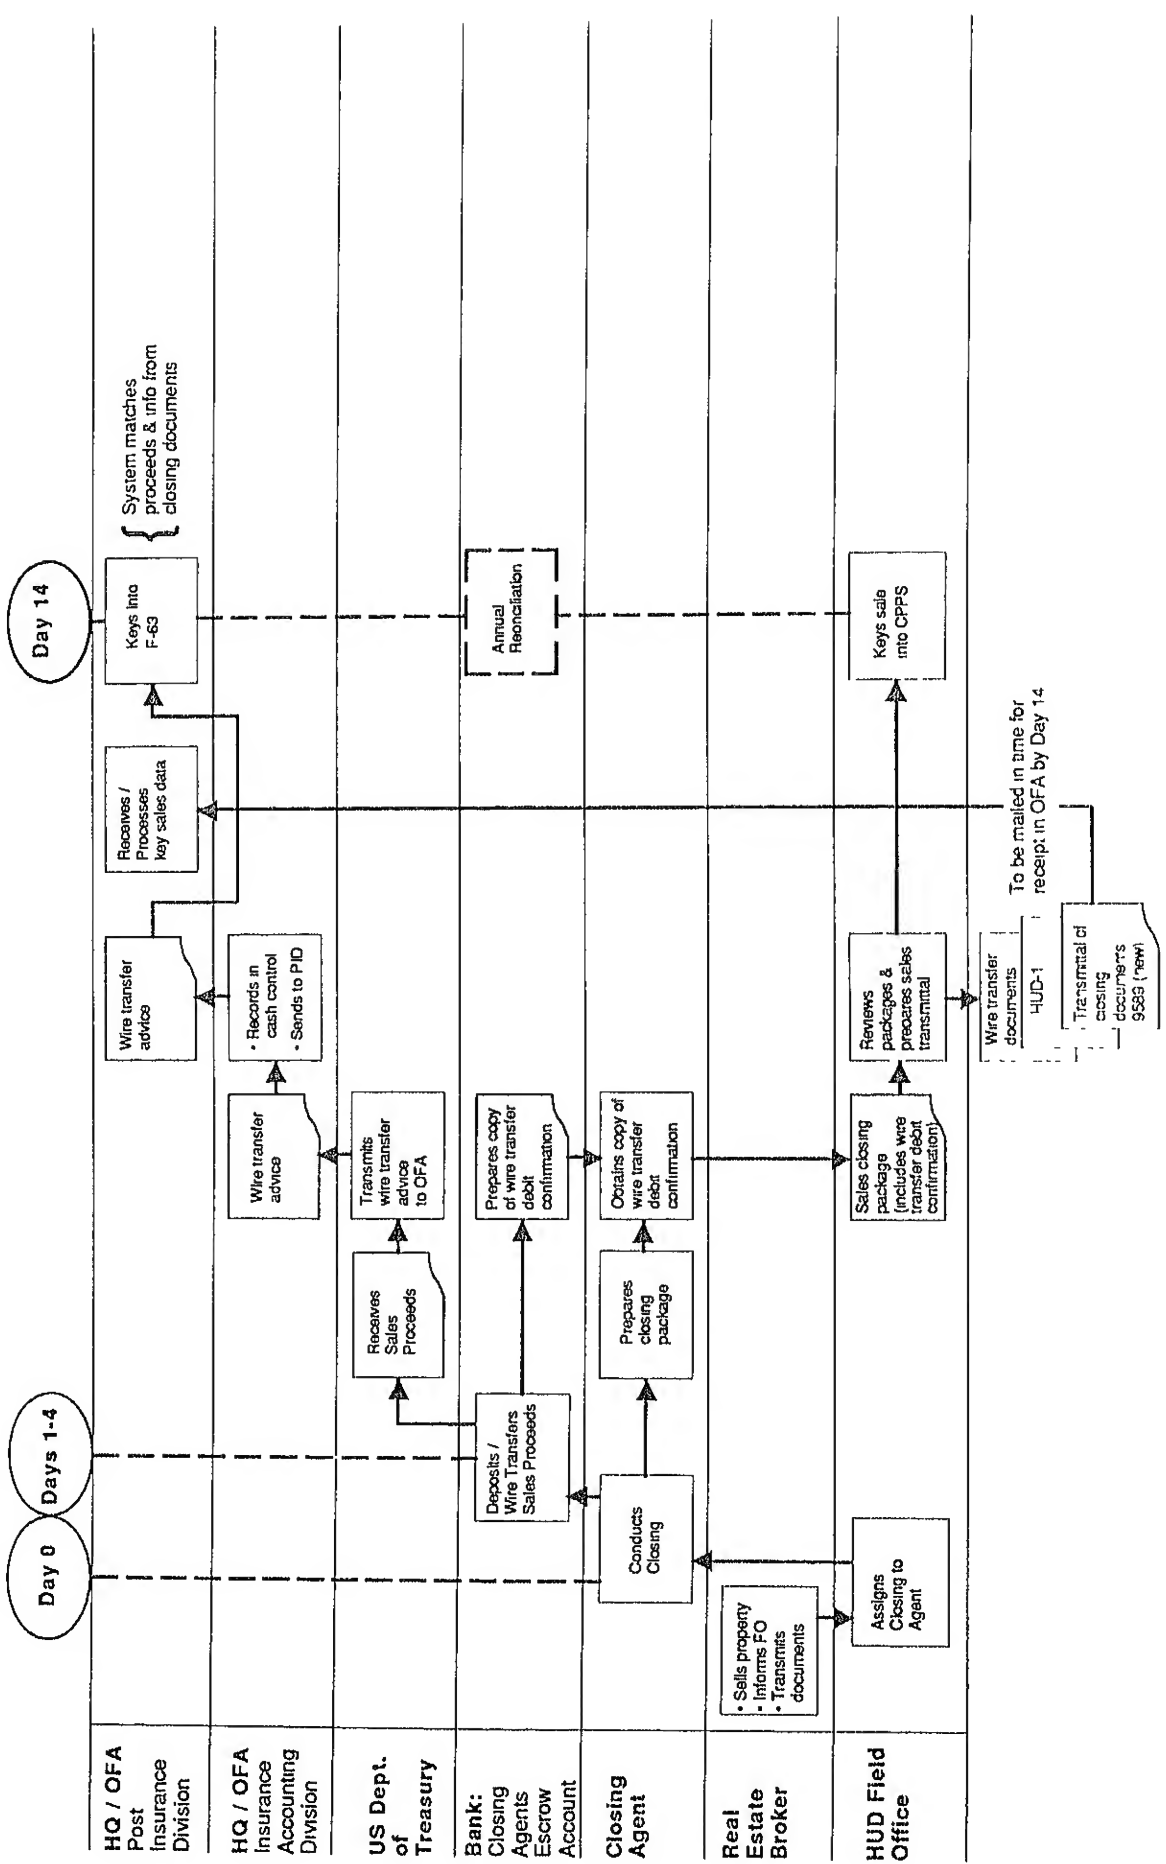 Day 0
Days 1-4
Day 14
HQ / OFA
Post
Insurance
Division
Wire transfer
advice
Receives /
Processes
key sales data
Keys into
F-63
System matches
proceeds & info from
closing documents
HQ / OFA
Insurance
Accounting
Division
Wire transfer
advice
• Records in
cash control
• Sends to PID
US Dept.
of
Treasury
Receives
Sales
Proceeds
Transmits
wire transfer
advice
to OFA
Bank:
Closing
Agents
Escrow
Account
Deposits /
Wire Transfers
Sales Proceeds
Prepares copy
of wire transfer
debit
confirmation
Annual
Reconciliation
Closing
Agent
Conducts
Closing
Prepares
closing
package
Obtains copy of
wire transfer
debit
confirmation
Real
Estate
Broker
• Sells property
• Informs FO
• Transmits
documents
HUD Field
Office
Assigns
Closing to
Agent
Sales closing
package
(includes wire
transfer debit
confirmation)
Reviews
packages &
prepares sales
transmittal
Keys sale
into CPPS
Wire transfer
documents
HUD-1
Transmittal of
closing
documents
9589 (new)
To be mailed in time for
receipt in OFA by Day 14